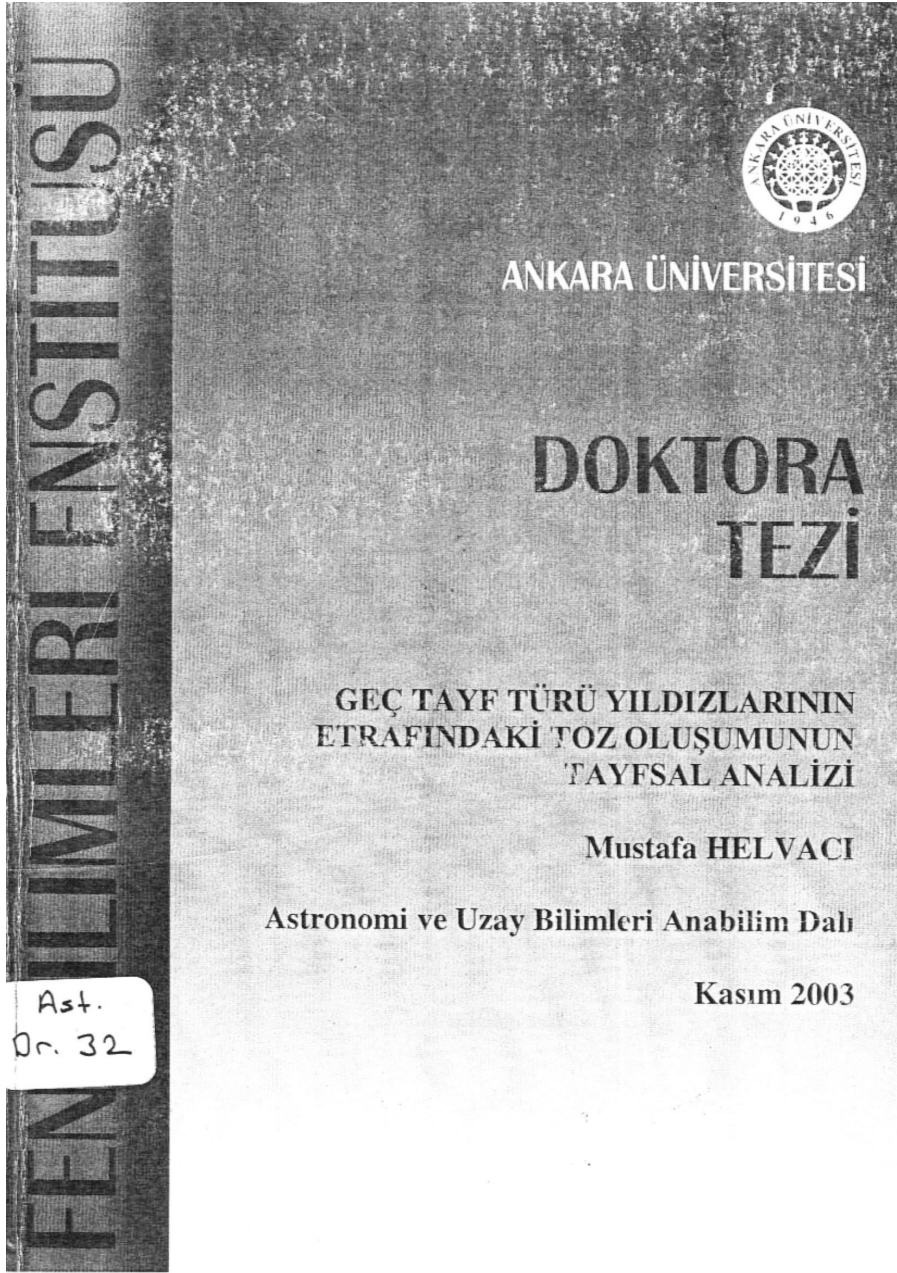 ANKARA ÜNİVERSİTESİ
1946
ANKARA ÜNİVERSİTESİ
DOKTORA
TEZİ
GEÇ TAYF TÜRÜ YILDIZLARININ
ETRAFINDAKİ TOZ OLUŞUMUNUN
TAYFSAL ANALİZİ
Mustafa HELVACI
Astronomi ve Uzay Bilimleri Anabilim Dalı
Kasım 2003
FEN BİLİMLERİ ENSTİTÜSÜ
Ast.
Dr. 32